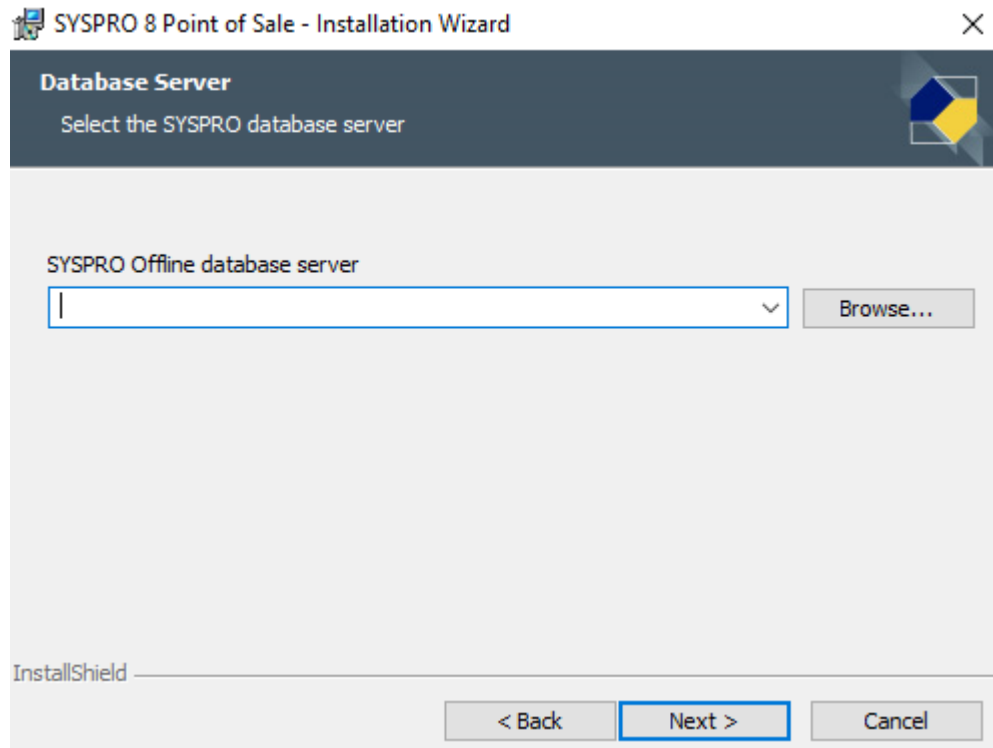 SYSPRO 8 Point of Sale - Installation Wizard
Database Server
Select the SYSPRO database server
SYSPRO Offline database server
Browse...
InstallShield
< Back
Next >
Cancel